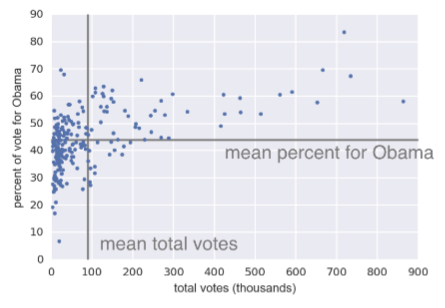 90
80
70
60
50
40
30
20
10
0
percent of vote for Obama
mean percent for Obama
mean total votes
0 100 200 300 400 500 600 700 800 900
total votes (thousands)